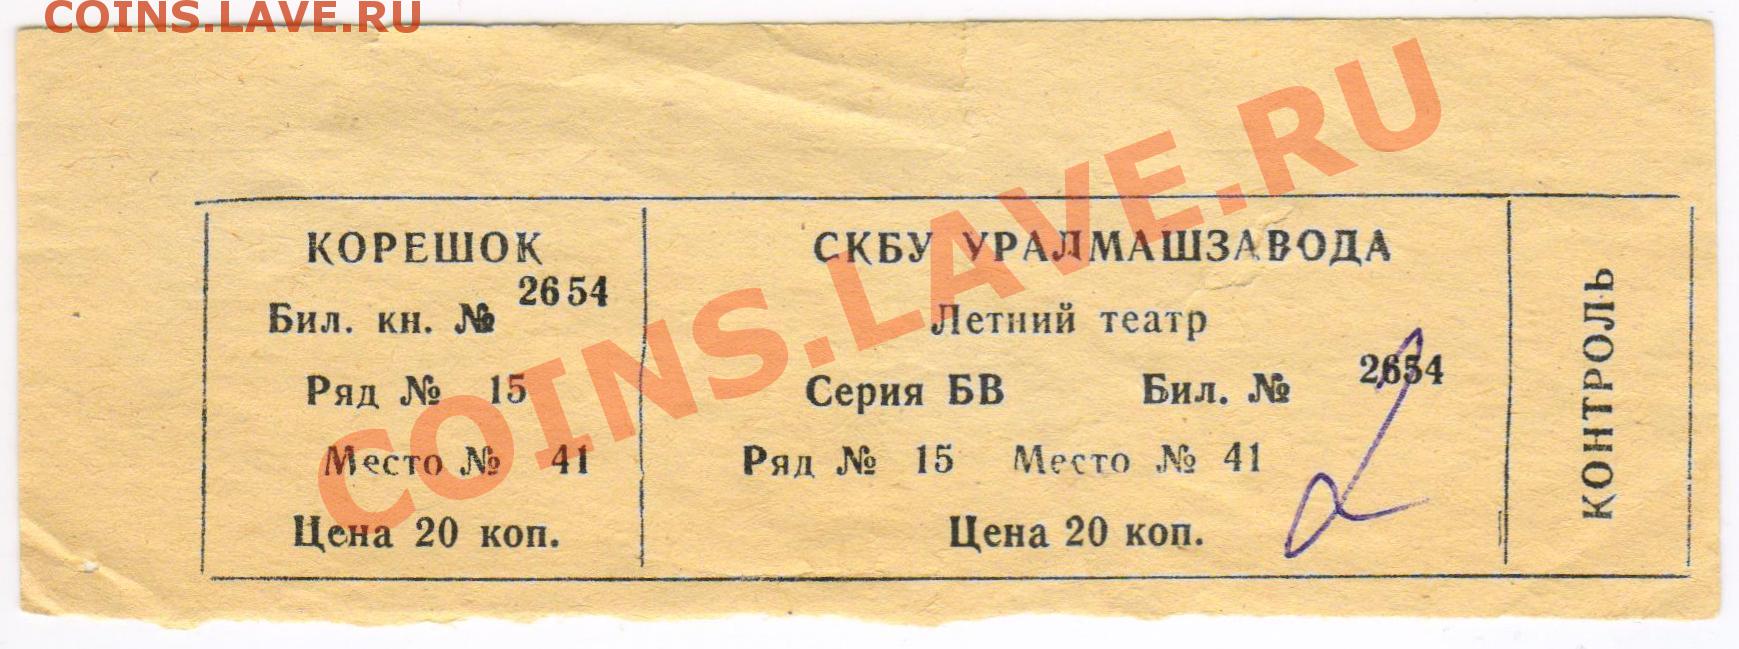 COINS.LAVE.RU
COINS.LAVE.RU
КОРЕШОК
Бил. кн. № 2654
Ряд № 15
Место № 41
Цена 20 коп.
СКБУ УРАЛМАШЗАВОДА
Летний театр
Серия БВ Бил. № 2654
Ряд № 15 Место № 41
Цена 20 коп.
КОНТРОЛЬ